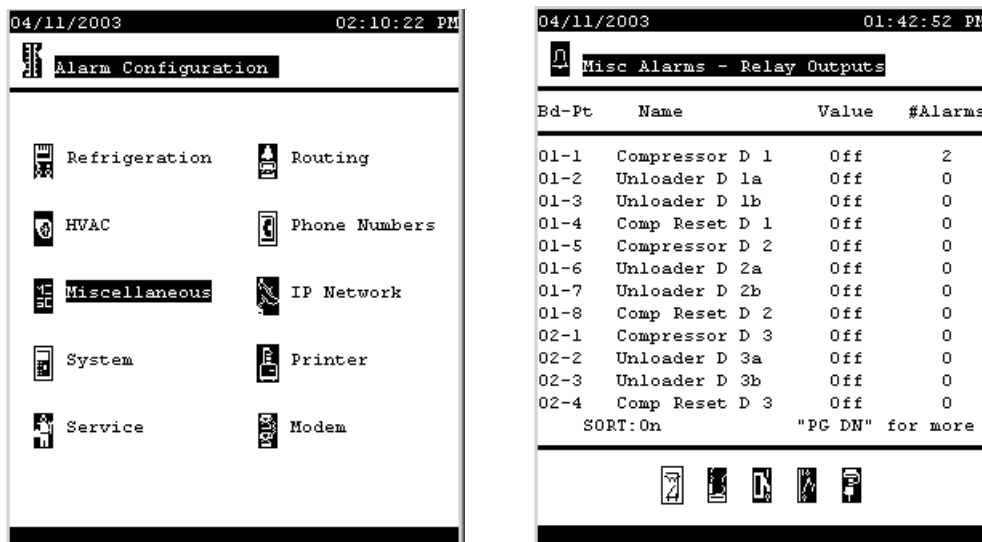 04/11/2003 02:10:22 PM
Alarm Configuration
Refrigeration Routing
HVAC Phone Numbers
Miscellaneous IP Network
System Printer
Service Modem
04/11/2003 01:42:52 PM
Misc Alarms - Relay Outputs
Bd-Pt Name Value #Alarms
01-1 Compressor D 1 Off 2
01-2 Unloader D 1a Off 0
01-3 Unloader D 1b Off 0
01-4 Comp Reset D 1 Off 0
01-5 Compressor D 2 Off 0
01-6 Unloader D 2a Off 0
01-7 Unloader D 2b Off 0
01-8 Comp Reset D 2 Off 0
02-1 Compressor D 3 Off 0
02-2 Unloader D 3a Off 0
02-3 Unloader D 3b Off 0
02-4 Comp Reset D 3 Off 0
SORT:On "PG DN" for more